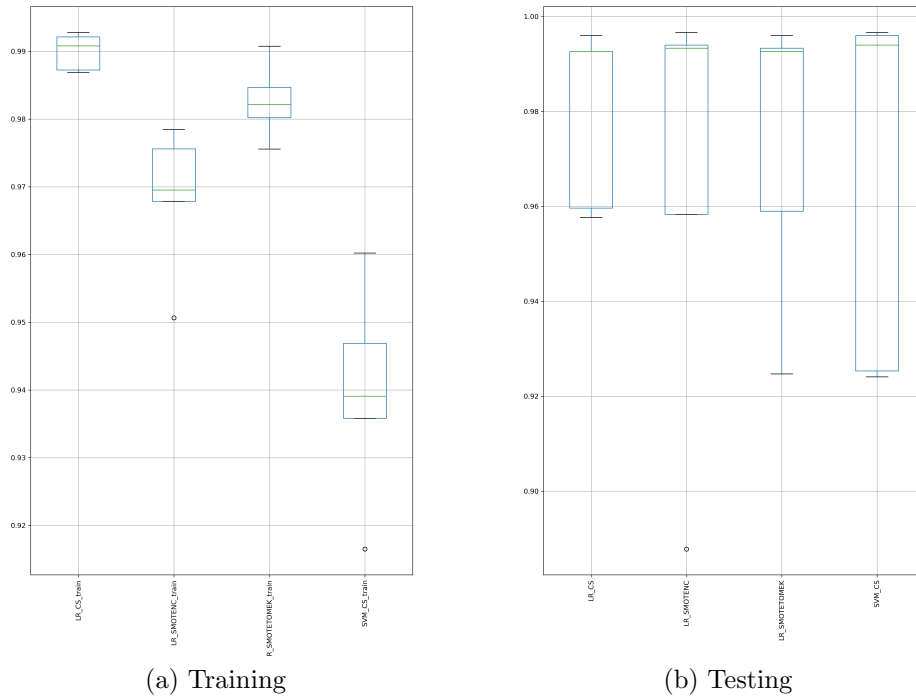 0.99
0.98
0.97
0.96
0.95
0.94
0.93
0.92
LR_CS_train
LR_SMOTENC_train
R_SMOTETOMEK_train
SVM_CS_train
(a) Training
1.00
0.98
0.96
0.94
0.92
0.90
LR_CS
LR_SMOTENC
LR_SMOTETOMEK
SVM_CS
(b) Testing